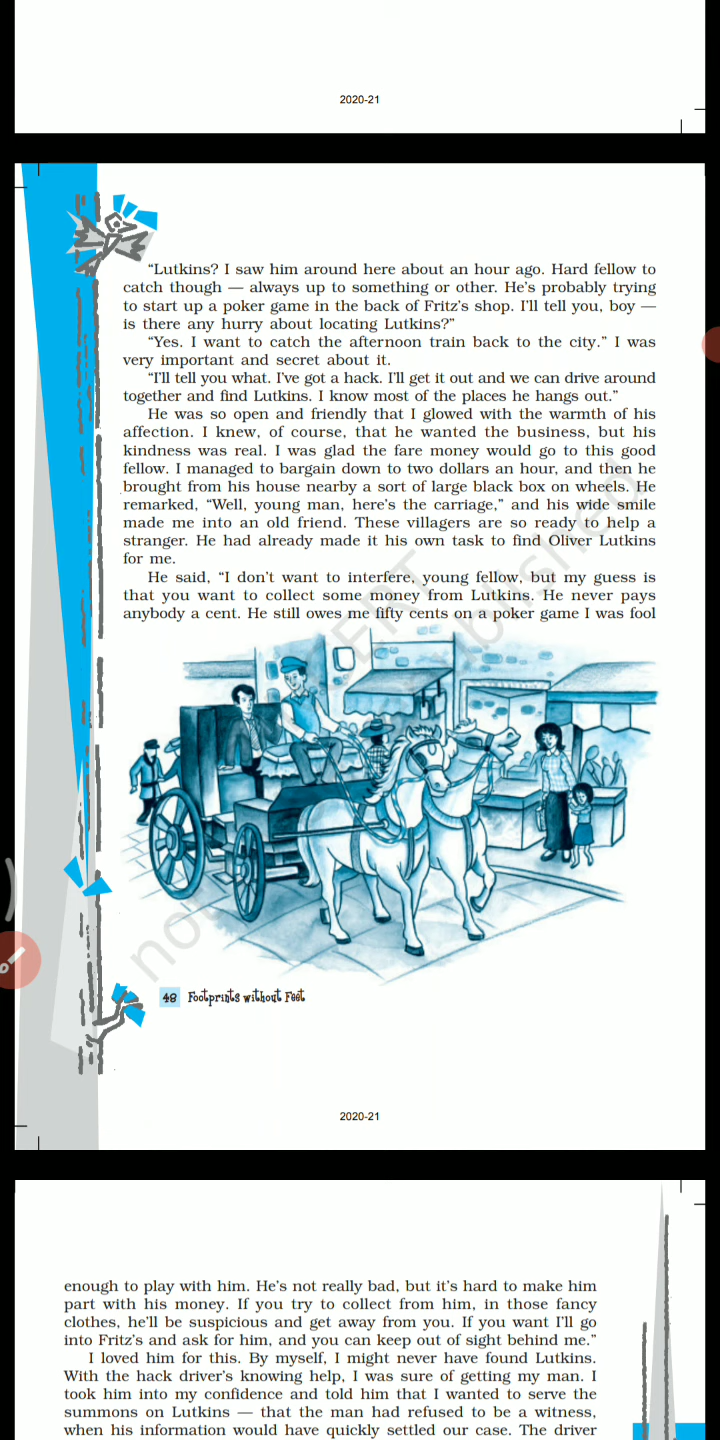 2020-21
“Lutkins? I saw him around here about an hour ago. Hard fellow to
catch though — always up to something or other. He’s probably trying
to start up a poker game in the back of Fritz’s shop. I’ll tell you, boy —
is there any hurry about locating Lutkins?”
“Yes. I want to catch the afternoon train back to the city.” I was
very important and secret about it.
“I’ll tell you what. I’ve got a hack. I’ll get it out and we can drive around
together and find Lutkins. I know most of the places he hangs out.”
He was so open and friendly that I glowed with the warmth of his
affection. I knew, of course, that he wanted the business, but his
kindness was real. I was glad the fare money would go to this good
fellow. I managed to bargain down to two dollars an hour, and then he
brought from his house nearby a sort of large black box on wheels. He
remarked, “Well, young man, here’s the carriage,” and his wide smile
made me into an old friend. These villagers are so ready to help a
stranger. He had already made it his own task to find Oliver Lutkins
for me.
He said, “I don’t want to interfere, young fellow, but my guess is
that you want to collect some money from Lutkins. He never pays
anybody a cent. He still owes me fifty cents on a poker game I was fool
48 Footprints without Feet
2020-21
enough to play with him. He’s not really bad, but it’s hard to make him
part with his money. If you try to collect from him, in those fancy
clothes, he’ll be suspicious and get away from you. If you want I’ll go
into Fritz’s and ask for him, and you can keep out of sight behind me.”
I loved him for this. By myself, I might never have found Lutkins.
With the hack driver’s knowing help, I was sure of getting my man. I
took him into my confidence and told him that I wanted to serve the
summons on Lutkins — that the man had refused to be a witness,
when his information would have quickly settled our case. The driver